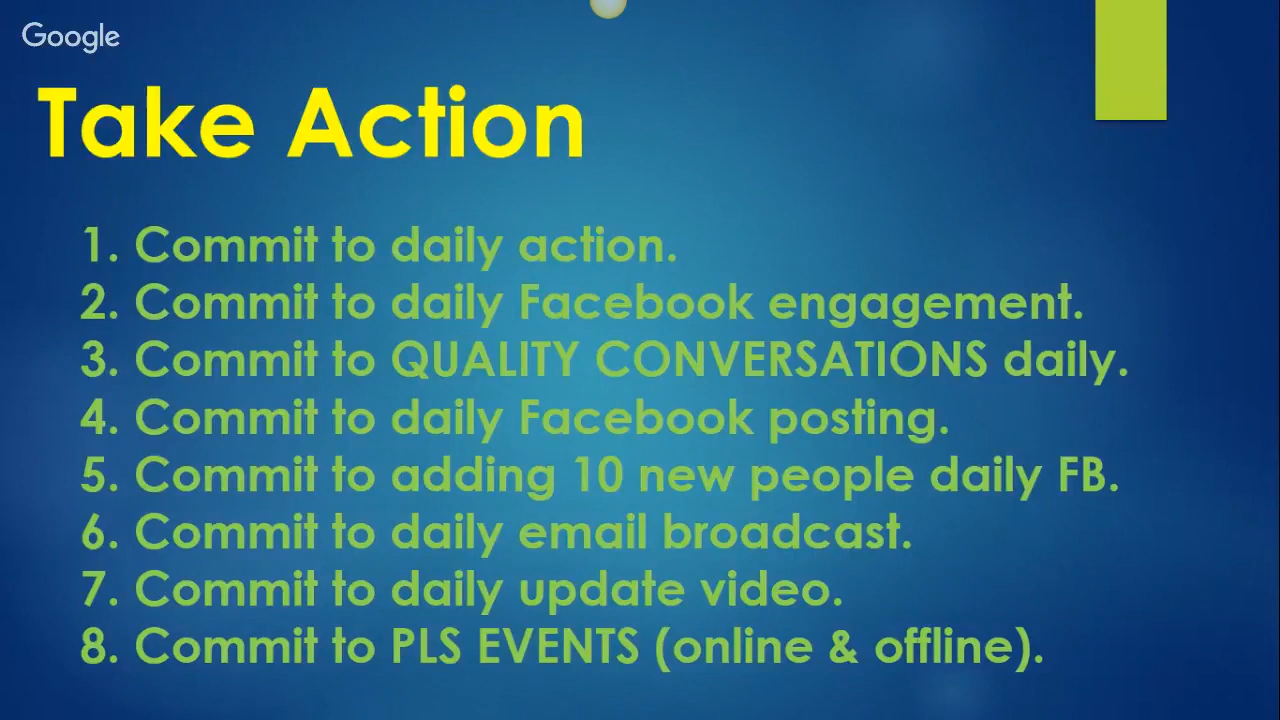 Google
Take Action
1. Commit to daily action.
2. Commit to daily Facebook engagement.
3. Commit to QUALITY CONVERSATIONS daily.
4. Commit to daily Facebook posting.
5. Commit to adding 10 new people daily FB.
6. Commit to daily email broadcast.
7. Commit to daily update video.
8. Commit to PLS EVENTS (online & offline).